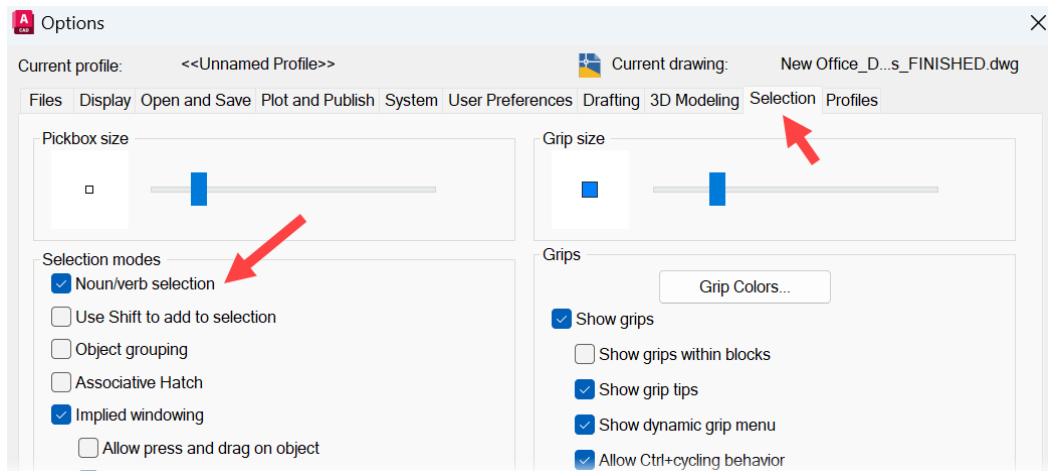 A CAD Options
Current profile: <<Unnamed Profile>> Current drawing: New Office_D...s_FINISHED.dwg
Files Display Open and Save Plot and Publish System User Preferences Drafting 3D Modeling Selection Profiles
Pickbox size
Grip size
Selection modes
Noun/verb selection
Use Shift to add to selection
Object grouping
Associative Hatch
Implied windowing
Allow press and drag on object
Grips
Grip Colors...
Show grips
Show grips within blocks
Show grip tips
Show dynamic grip menu
Allow Ctrl+cycling behavior